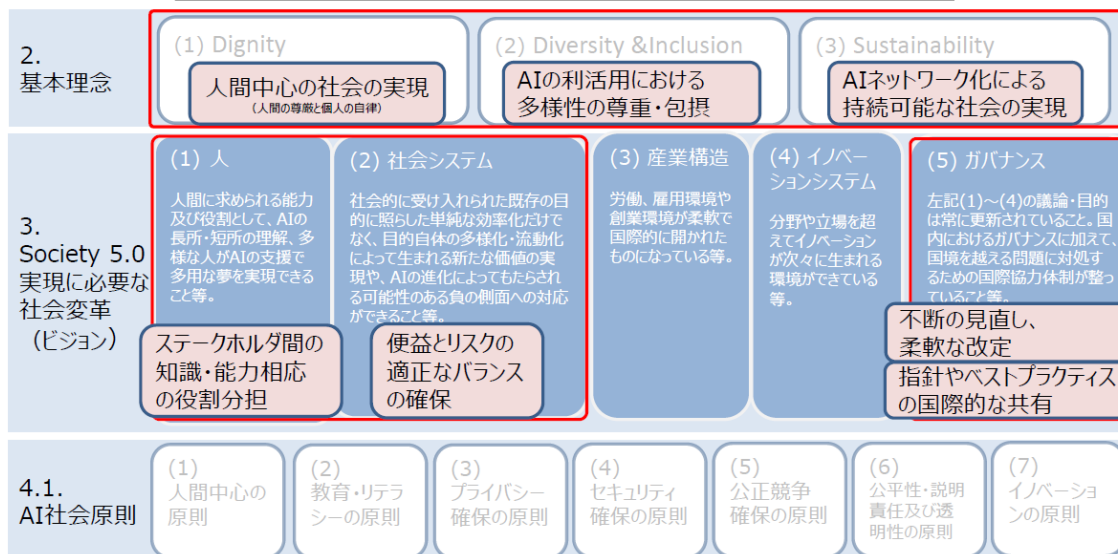 2.
基本理念
(1) Dignity
人間中心の社会の実現
(人間の尊厳と個人の自律)
(2) Diversity &Inclusion
AIの利活用における
多様性の尊重・包摂
(3) Sustainability
AIネットワーク化による
持続可能な社会の実現
3.
Society 5.0
実現に必要な
社会変革
（ビジョン）
(1) 人
人間に求められる能力
及び役割として、AIの
長所・短所の理解、多
様な人がAIの支援で
多用な夢を実現できる
こと等。
ステークホルダ間の
知識・能力相応
の役割分担
(2) 社会システム
社会的に受け入れられた既存の目
的に照らした単純な効率化だけで
なく、目的自体の多様化・流動化
によって生まれる新たな価値の実
現や、AIの進化によってもたらされ
る可能性のある負の側面への対応
ができること等。
便益とリスクの
適正なバランス
の確保
(3) 産業構造
労働、雇用環境や
創業環境が柔軟で
国際的に開かれた
ものになっている等。
(4) イノベー
ションシステム
分野や立場を超
えてイノベーション
が次々に生まれる
環境ができている
等。
(5) ガバナンス
左記(1)～(4)の議論・目的
は常に更新されていること。国
内におけるガバナンスに加えて、
国境を越える問題に対処す
るための国際協力体制が整っ
ていること等。
不断の見直し、
柔軟な改定
指針やベストプラクティス
の国際的な共有
4.1.
AI社会原則
(1)
人間中心の
原則
(2)
教育・リテラ
シーの原則
(3)
プライバシー
確保の原則
(4)
セキュリティ
確保の原則
(5)
公正競争
確保の原則
(6)
公平性・説明
責任及び透
明性の原則
(7)
イノベーショ
ンの原則